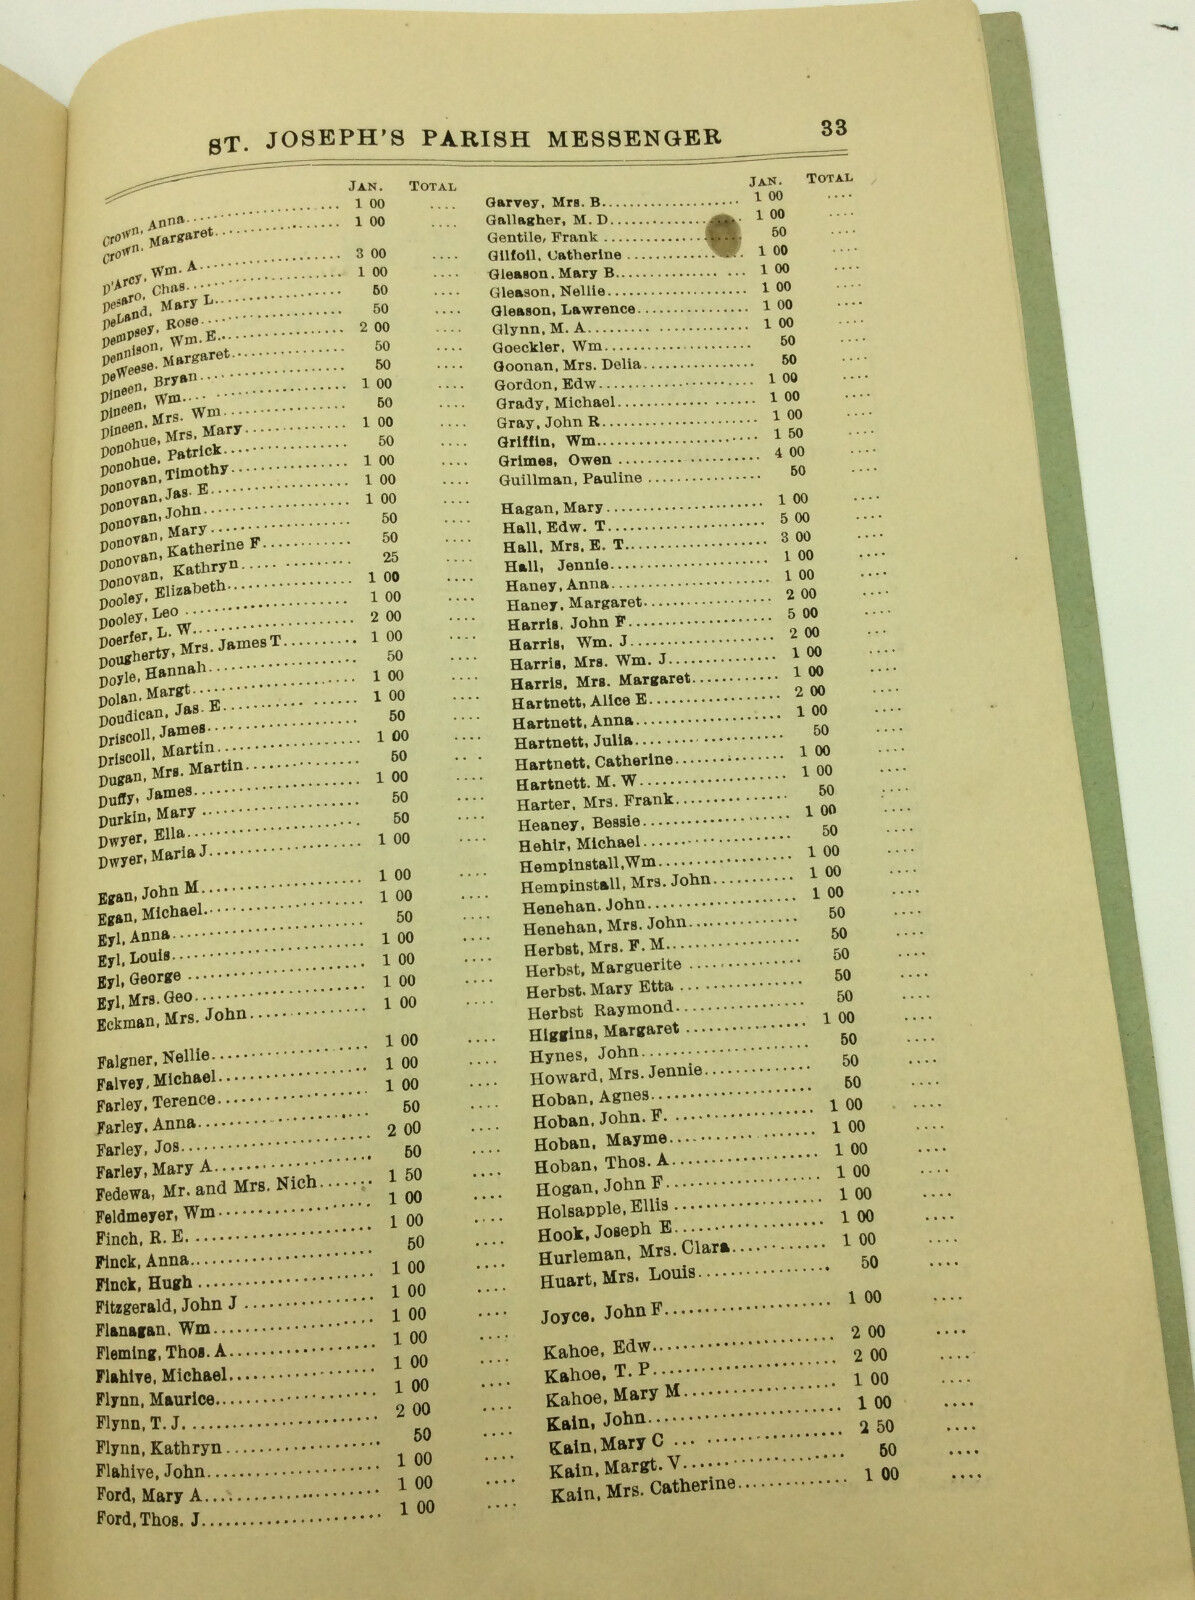 ST. JOSEPH'S PARISH MESSENGER 33
JAN. TOTAL
Crown, Anna 1 00
Crown. Margaret 1 00
D'Arcy, Wm. A 3 00
Desaro, Chas. 1 00
DeLand, Mary L 50
Dempsey, Rose 50
Dennison, Wm. E. 2 00
DeWeese. Margaret 50
Dineen, Bryan 50
Dineen, Wm. 1 00
Dineen, Mrs. Wm 50
Donohue, Mrs, Mary 1 00
Donohue. Patrick 50
Donovan, Timothy 1 00
Donovan, Jas. E 1 00
Donovan, John 1 00
Donovan, Mary 50
Donovan, Katherine F 50
Donovan, Kathryn 25
Dooley, Elizabeth 1 00
Dooley, Leo 1 00
Doerfer, L. W. 2 00
Dougherty, Mrs. James T 1 00
Doyle, Hannah 50
Dolan. Margt 1 00
Doudican, Jas. E 1 00
Driscoll, James 50
Driscoll, Martin 1 00
Dugan, Mrs. Martin 50
Duffy, James 1 00
Durkin, Mary 50
Dwyer, Ella 50
Dwyer, Maria J 1 00
Egan, John M 1 00
Egan, Michael 1 00
Eyl, Anna 50
Eyl, Louis 1 00
Eyl, George 1 00
Eyl, Mrs. Geo 1 00
Eckman, Mrs. John 1 00
Falgner, Nellie 1 00
Falvey, Michael 1 00
Farley, Terence 1 00
Farley, Anna 50
Farley, Jos 2 00
Farley, Mary A 50
Fedewa, Mr. and Mrs. Nich 1 50
Feldmeyer, Wm 1 00
Finch, R. E. 1 00
Finck, Anna 50
Finck, Hugh 1 00
Fitzgerald, John J 1 00
Flanagan. Wm 1 00
Fleming, Thos. A 1 00
Flahive, Michael 1 00
Flynn, Maurice 1 00
Flynn, T. J. 2 00
Flynn, Kathryn 50
Flahive, John 1 00
Ford, Mary A 1 00
Ford, Thos. J 1 00
JAN. TOTAL
Garvey, Mrs. B 1 00
Gallagher, M. D 1 00
Gentile, Frank 50
Gilfoil, Catherine 1 00
Gleason. Mary B 1 00
Gleason, Nellie 1 00
Gleason, Lawrence 1 00
Glynn, M. A. 1 00
Goeckler, Wm 50
Goonan, Mrs. Delia 50
Gordon, Edw 1 00
Grady, Michael 1 00
Gray, John R. 1 00
Griffin, Wm 1 50
Grimes, Owen 4 00
Guillman, Pauline 50
Hagan, Mary 1 00
Hall, Edw. T 5 00
Hall, Mrs. E. T. 3 00
Hall, Jennie 1 00
Haney, Anna 1 00
Haney, Margaret 2 00
Harris, John F 5 00
Harris, Wm. J 2 00
Harris, Mrs. Wm. J 1 00
Harris, Mrs. Margaret 1 00
Hartnett, Alice E 2 00
Hartnett, Anna 1 00
Hartnett, Julia 50
Hartnett, Catherine 1 00
Hartnett. M. W 1 00
Harter, Mrs. Frank 50
Heaney, Bessie 1 00
Hehir, Michael 50
Hempinstall, Wm 1 00
Hempinstall, Mrs. John 1 00
Henehan. John 1 00
Henehan, Mrs. John 50
Herbst, Mrs. F. M 50
Herbst, Marguerite 50
Herbst. Mary Etta 50
Herbst Raymond 50
Higgins, Margaret 1 00
Hynes, John 50
Howard, Mrs. Jennie 50
Hoban, Agnes 50
Hoban, John. F. 1 00
Hoban, Mayme 1 00
Hoban, Thos. A 1 00
Hogan, John F 1 00
Holsapple, Ellis 1 00
Hook, Joseph E 1 00
Hurleman, Mrs. Clara 1 00
Huart, Mrs. Louis 50
Joyce, John F 1 00
Kahoe, Edw 2 00
Kahoe, T. P 2 00
Kahoe, Mary M 1 00
Kain, John 1 00
Kain, Mary C 2 50
Kain, Margt. V 50
Kain, Mrs. Catherine 1 00